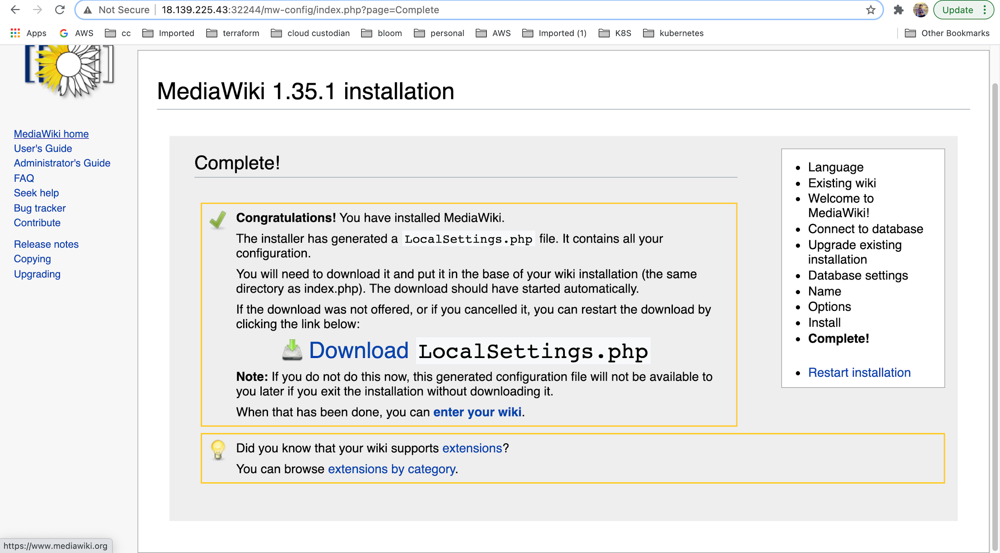 Not Secure 18.139.225.43:32244/mw-config/index.php?page=Complete Update
Apps AWS cc Imported terraform cloud custodian bloom personal AWS Imported (1) K8S kubernetes Other Bookmarks
MediaWiki home
User's Guide
Administrator's Guide
FAQ
Seek help
Bug tracker
Contribute
Release notes
Copying
Upgrading
MediaWiki 1.35.1 installation
Complete!
Congratulations! You have installed MediaWiki.
The installer has generated a LocalSettings.php file. It contains all your
configuration.
You will need to download it and put it in the base of your wiki installation (the same
directory as index.php). The download should have started automatically.
If the download was not offered, or if you cancelled it, you can restart the download by
clicking the link below:
Download LocalSettings.php
Note: If you do not do this now, this generated configuration file will not be available to
you later if you exit the installation without downloading it.
When that has been done, you can enter your wiki.
Did you know that your wiki supports extensions?
You can browse extensions by category.
Language
Existing wiki
Welcome to
MediaWiki!
Connect to database
Upgrade existing
installation
Database settings
Name
Options
Install
Complete!
Restart installation
https://www.mediawiki.org